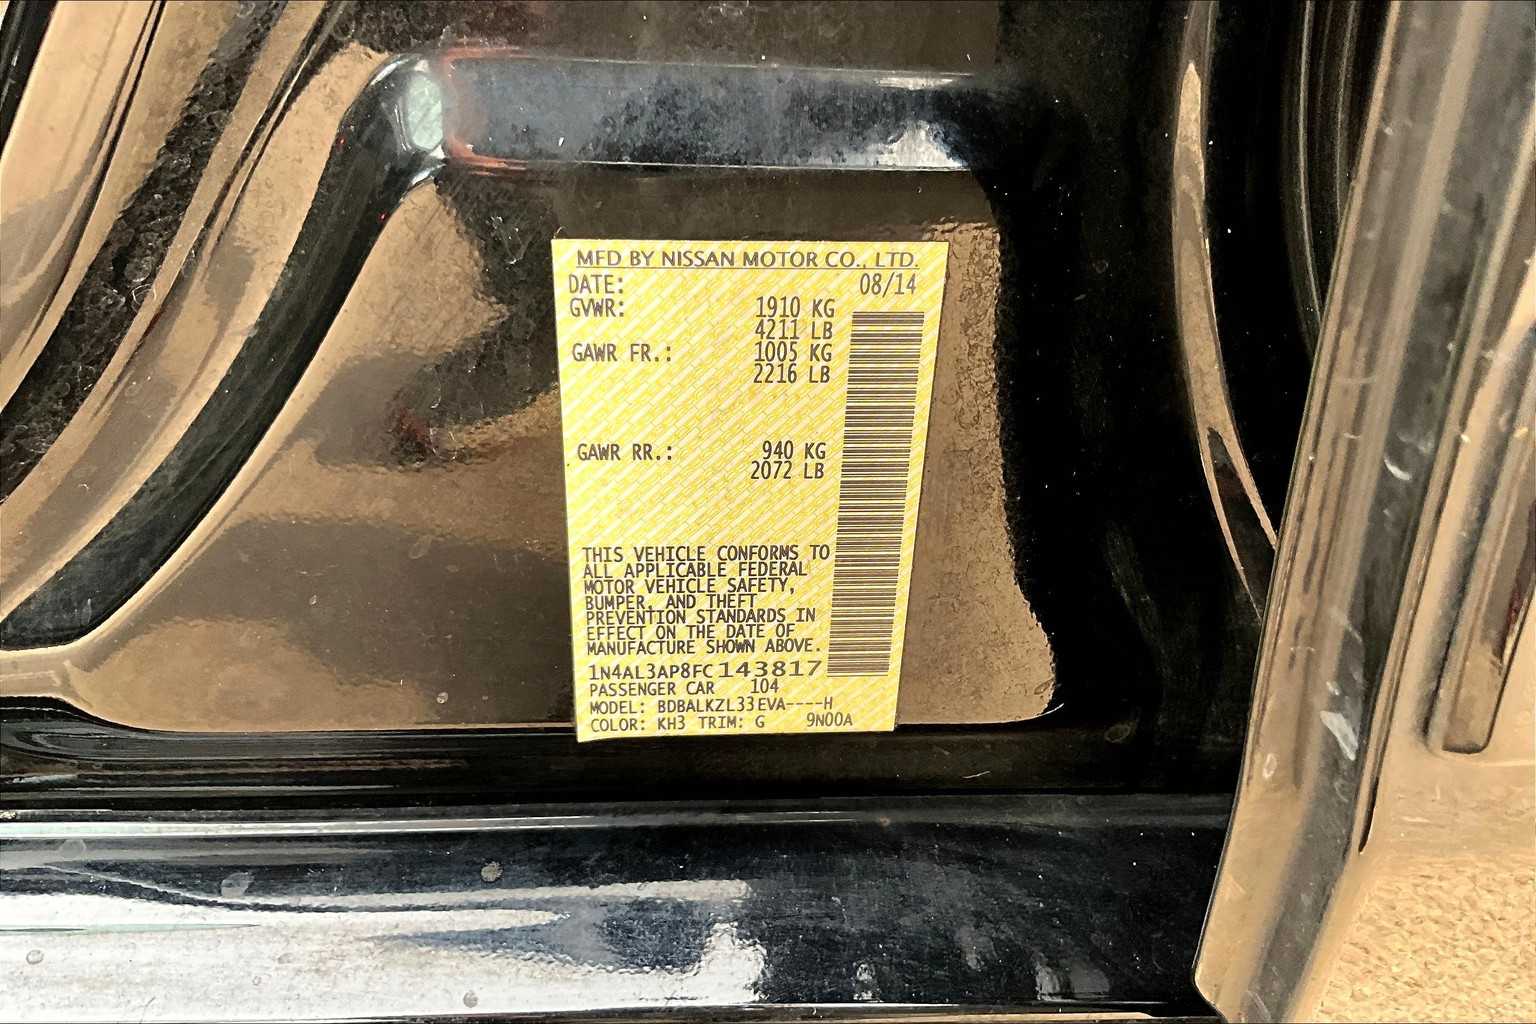 MFD BY NISSAN MOTOR CO., LTD.
DATE: 08/14
GVWR: 1910 KG
4211 LB
GAWR FR.: 1005 KG
2216 LB
GAWR RR.: 940 KG
2072 LB
THIS VEHICLE CONFORMS TO
ALL APPLICABLE FEDERAL
MOTOR VEHICLE SAFETY,
BUMPER, AND THEFT
PREVENTION STANDARDS IN
EFFECT ON THE DATE OF
MANUFACTURE SHOWN ABOVE.
1N4AL3AP8FC143817
PASSENGER CAR 104
MODEL: BDBALKZL33EVA----H
COLOR: KH3 TRIM: G 9N00A